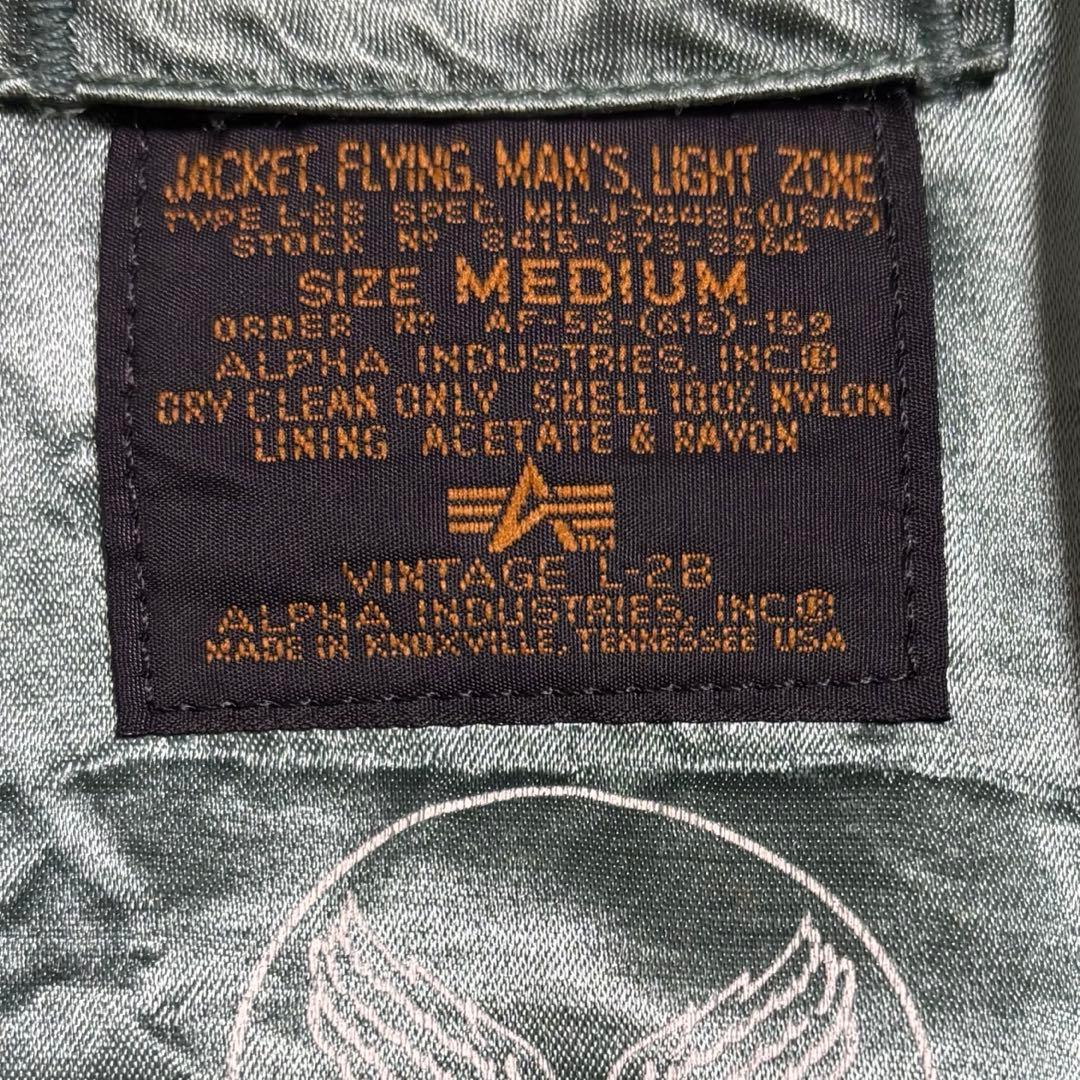 JACKET, FLYING, MAN'S, LIGHT ZONE
TYPE L-2B SPEC. MIL-J-7448C(USAF)
STOCK Nº 8415-273-8964
SIZE MEDIUM
ORDER Nº AF-52-(615)-152
ALPHA INDUSTRIES, INC.®
DRY CLEAN ONLY SHELL 100% NYLON
LINING ACETATE & RAYON
VINTAGE L-2B
ALPHA INDUSTRIES, INC.®
MADE IN KNOXVILLE, TENNESSEE USA